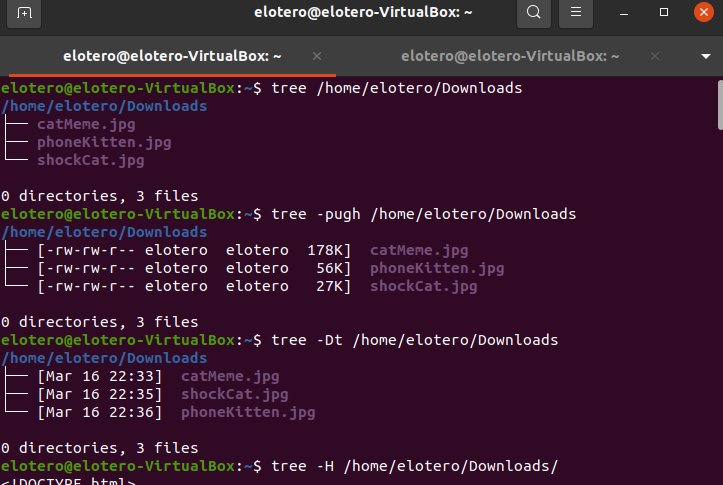 elotero@elotero-VirtualBox: ~
elotero@elotero-VirtualBox: ~ × elotero@elotero-VirtualBox: ~ ×
elotero@elotero-VirtualBox:~$ tree /home/elotero/Downloads
/home/elotero/Downloads
├── catMeme.jpg
├── phoneKitten.jpg
└── shockCat.jpg

0 directories, 3 files
elotero@elotero-VirtualBox:~$ tree -pugh /home/elotero/Downloads
/home/elotero/Downloads
├── [-rw-rw-r-- elotero  elotero  178K]  catMeme.jpg
├── [-rw-rw-r-- elotero  elotero   56K]  phoneKitten.jpg
└── [-rw-rw-r-- elotero  elotero   27K]  shockCat.jpg

0 directories, 3 files
elotero@elotero-VirtualBox:~$ tree -Dt /home/elotero/Downloads
/home/elotero/Downloads
├── [Mar 16 22:33]  catMeme.jpg
├── [Mar 16 22:35]  shockCat.jpg
└── [Mar 16 22:36]  phoneKitten.jpg

0 directories, 3 files
elotero@elotero-VirtualBox:~$ tree -H /home/elotero/Downloads/
<!DOCTYPE html>